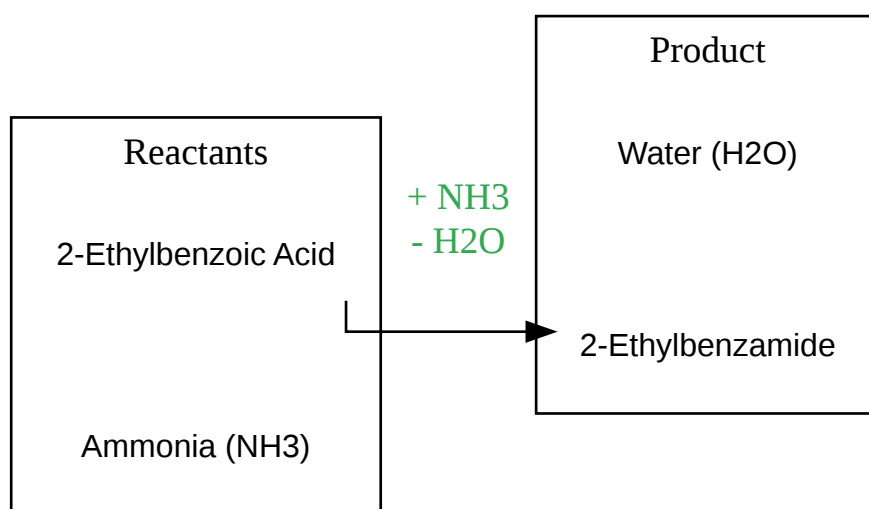 Reactants
2-Ethylbenzoic Acid
Ammonia (NH3)
+ NH3
- H2O
Product
Water (H2O)
2-Ethylbenzamide